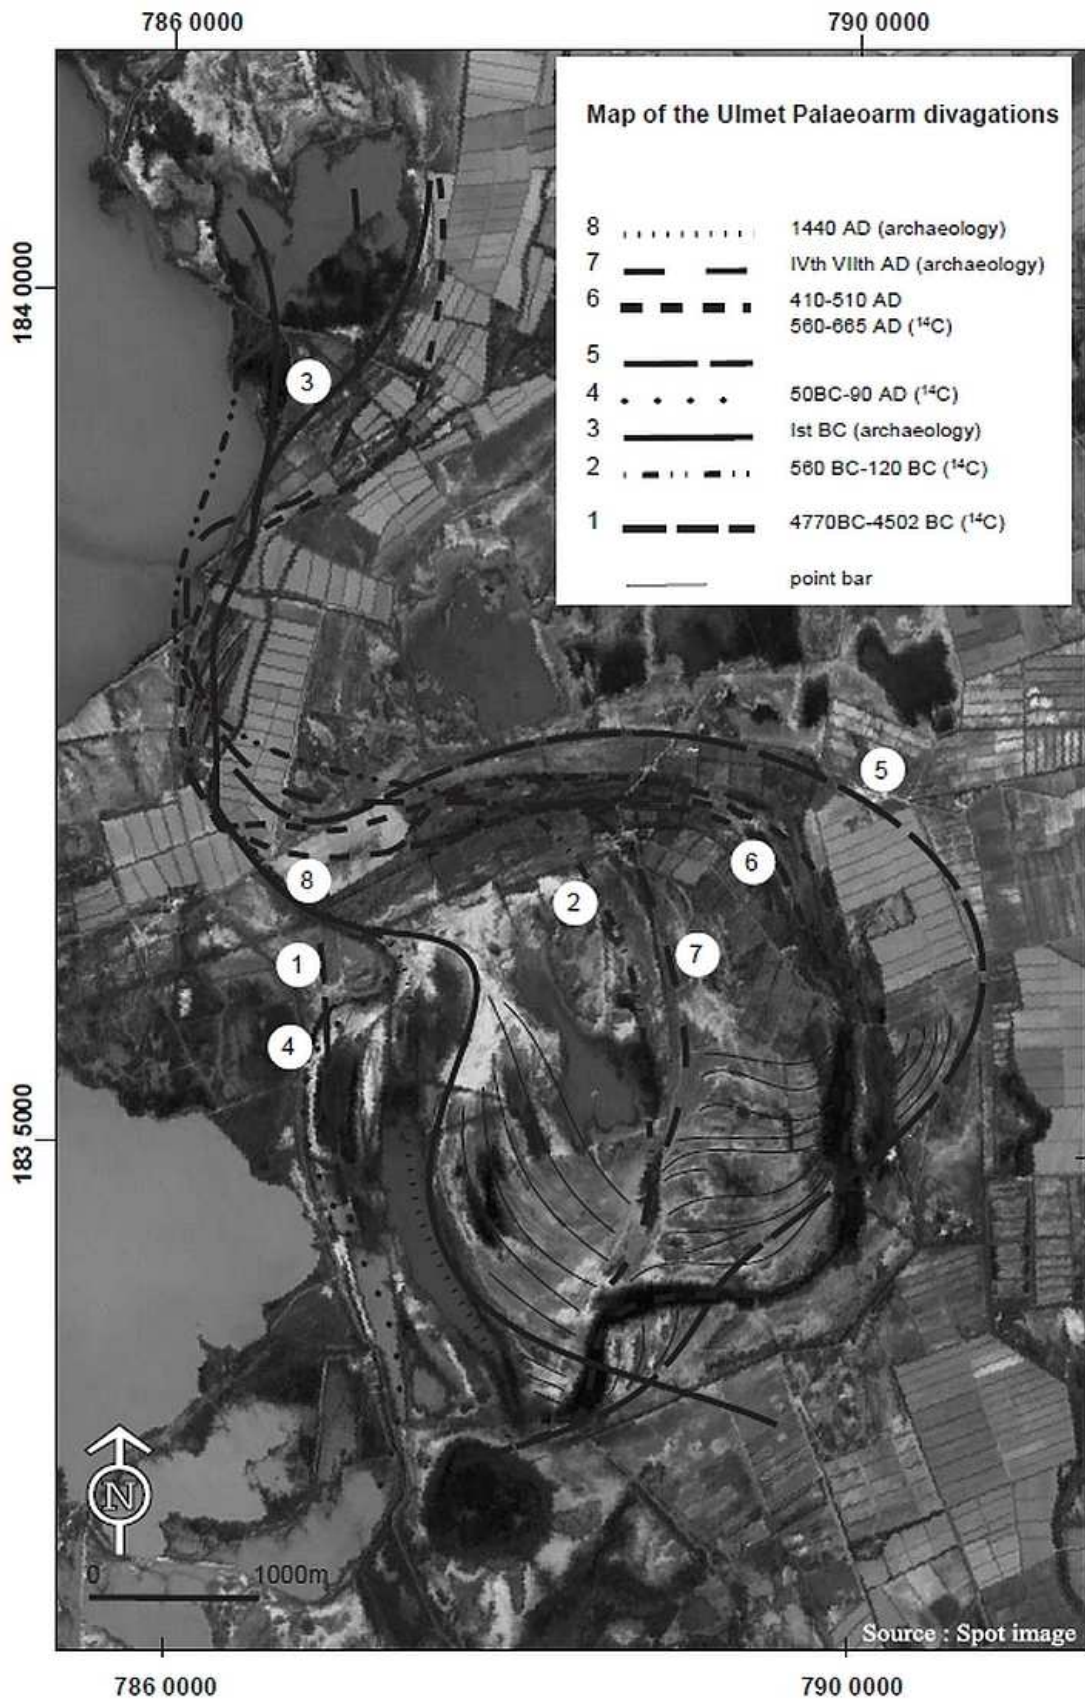 786 0000
790 0000
Map of the Ulmet Palaeoarm divagations
8 1440 AD (archaeology)
7 IVth VIIth AD (archaeology)
6 410-510 AD
560-665 AD (¹⁴C)
5
4 50BC-90 AD (¹⁴C)
3 Ist BC (archaeology)
2 560 BC-120 BC (¹⁴C)
1 4770BC-4502 BC (¹⁴C)
point bar
184 0000
3
5
6
8
2
7
1
4
183 5000
N
0 1000m
Source : Spot image
786 0000
790 0000